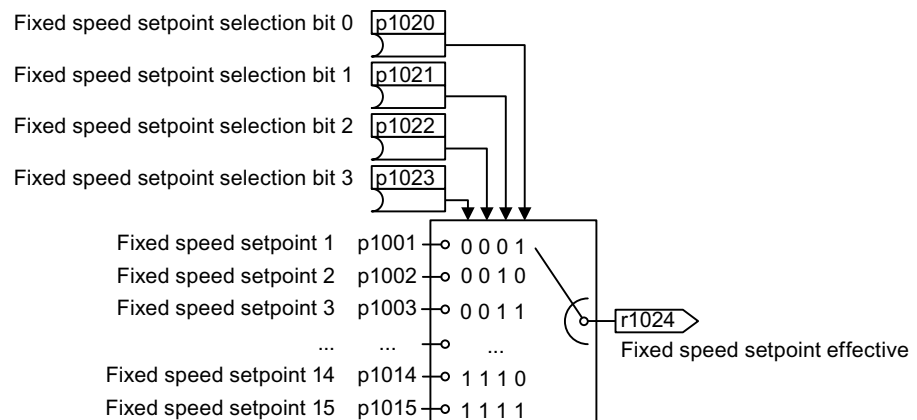 Fixed speed setpoint selection bit 0 p1020
Fixed speed setpoint selection bit 1 p1021
Fixed speed setpoint selection bit 2 p1022
Fixed speed setpoint selection bit 3 p1023
Fixed speed setpoint 1 p1001 0 0 0 1
Fixed speed setpoint 2 p1002 0 0 1 0
Fixed speed setpoint 3 p1003 0 0 1 1
r1024
... ... ...
Fixed speed setpoint effective
Fixed speed setpoint 14 p1014 1 1 1 0
Fixed speed setpoint 15 p1015 1 1 1 1